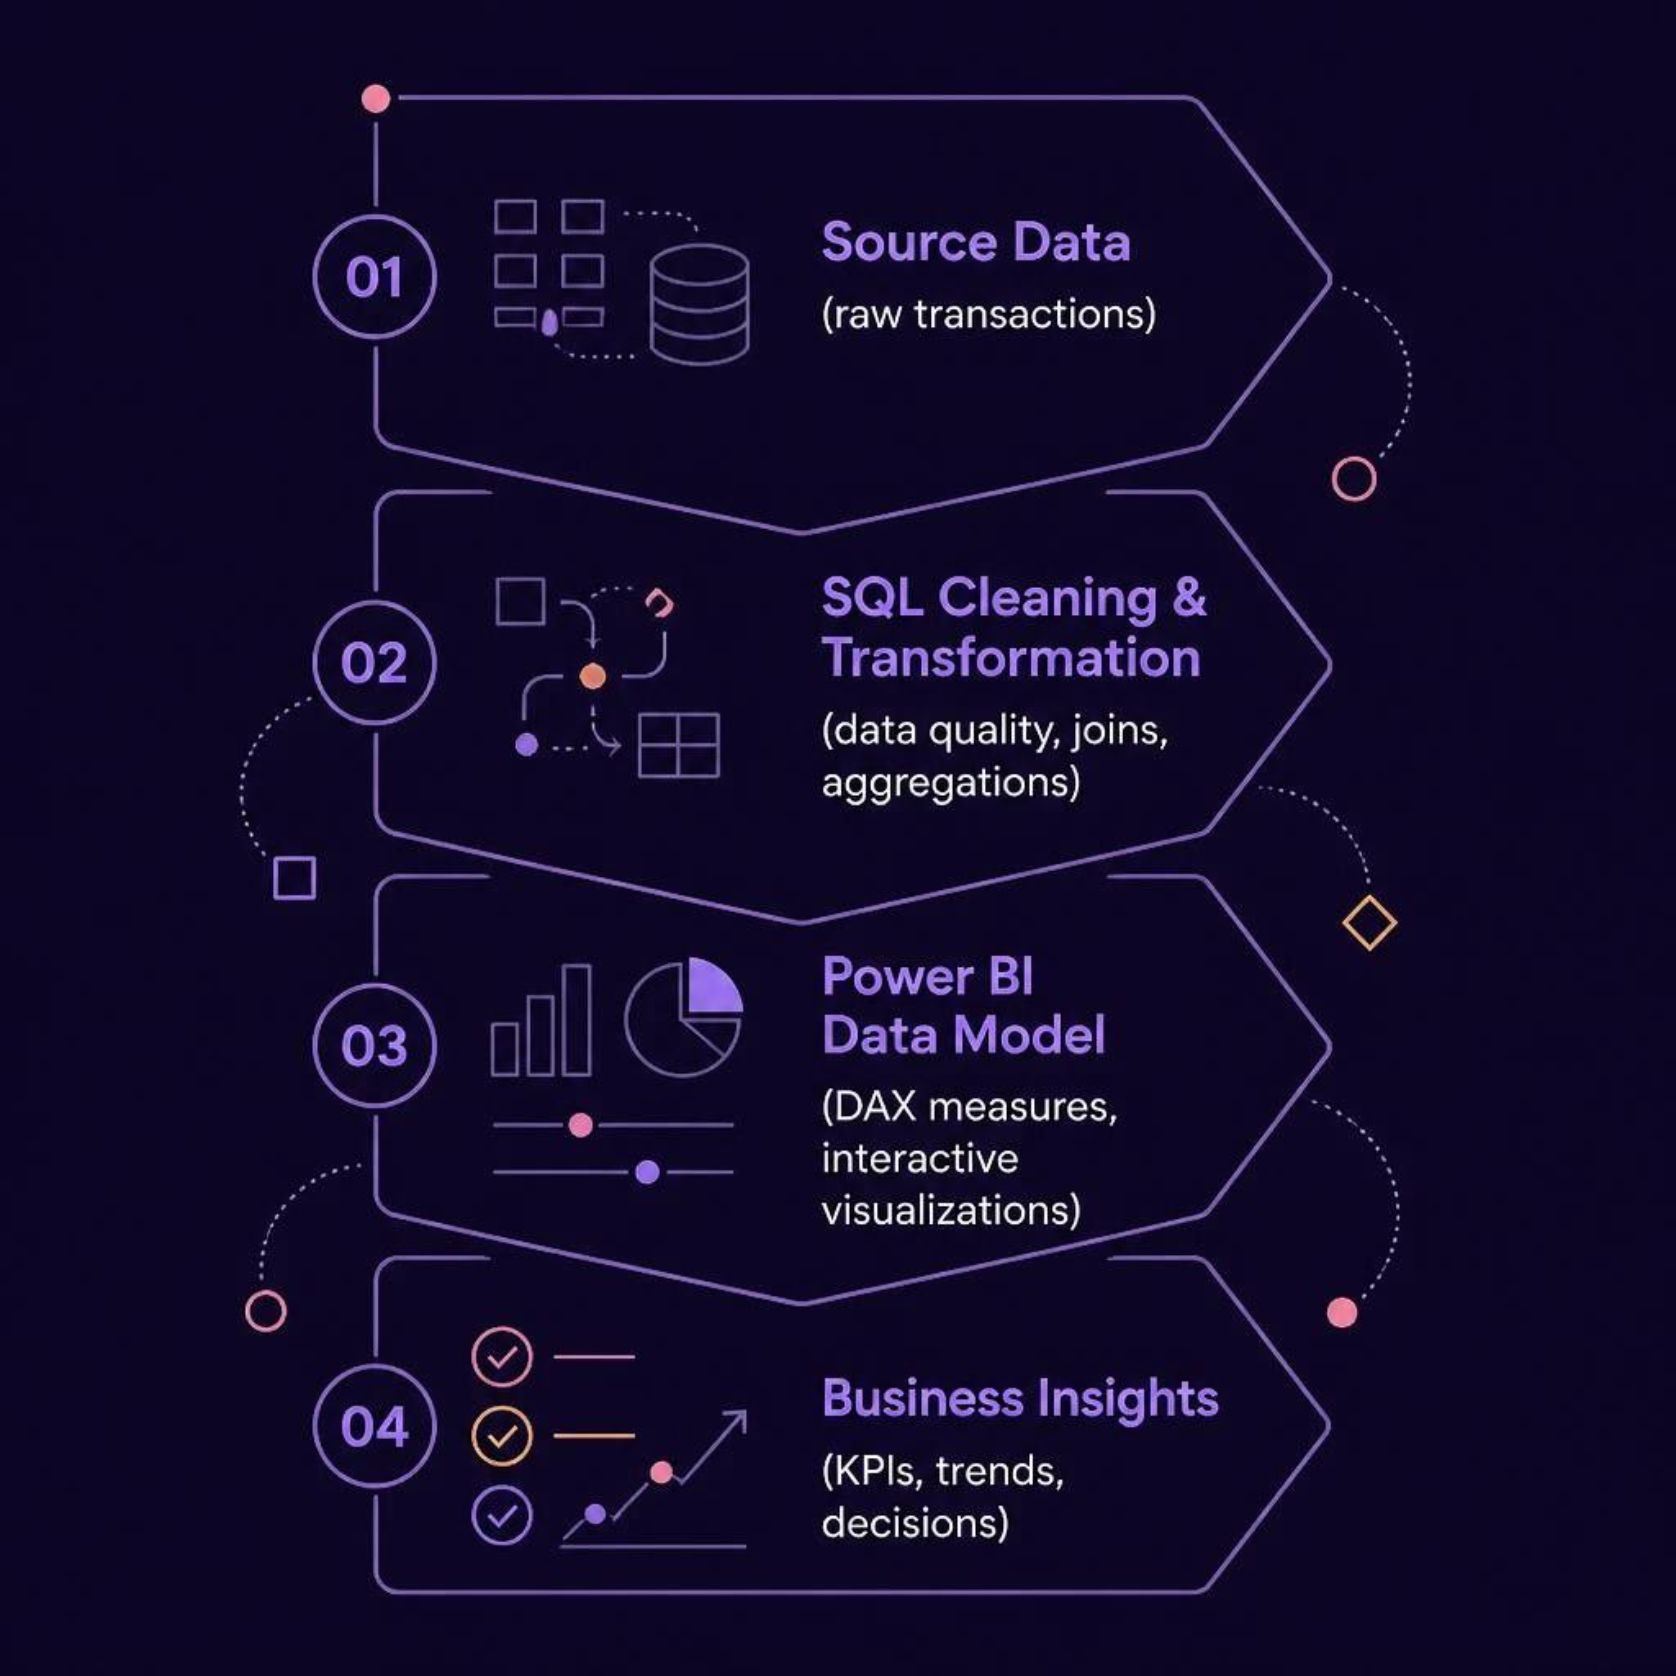 01
Source Data
(raw transactions)
02
SQL Cleaning &
Transformation
(data quality, joins,
aggregations)
03
Power BI
Data Model
(DAX measures,
interactive
visualizations)
04
Business Insights
(KPIs, trends,
decisions)